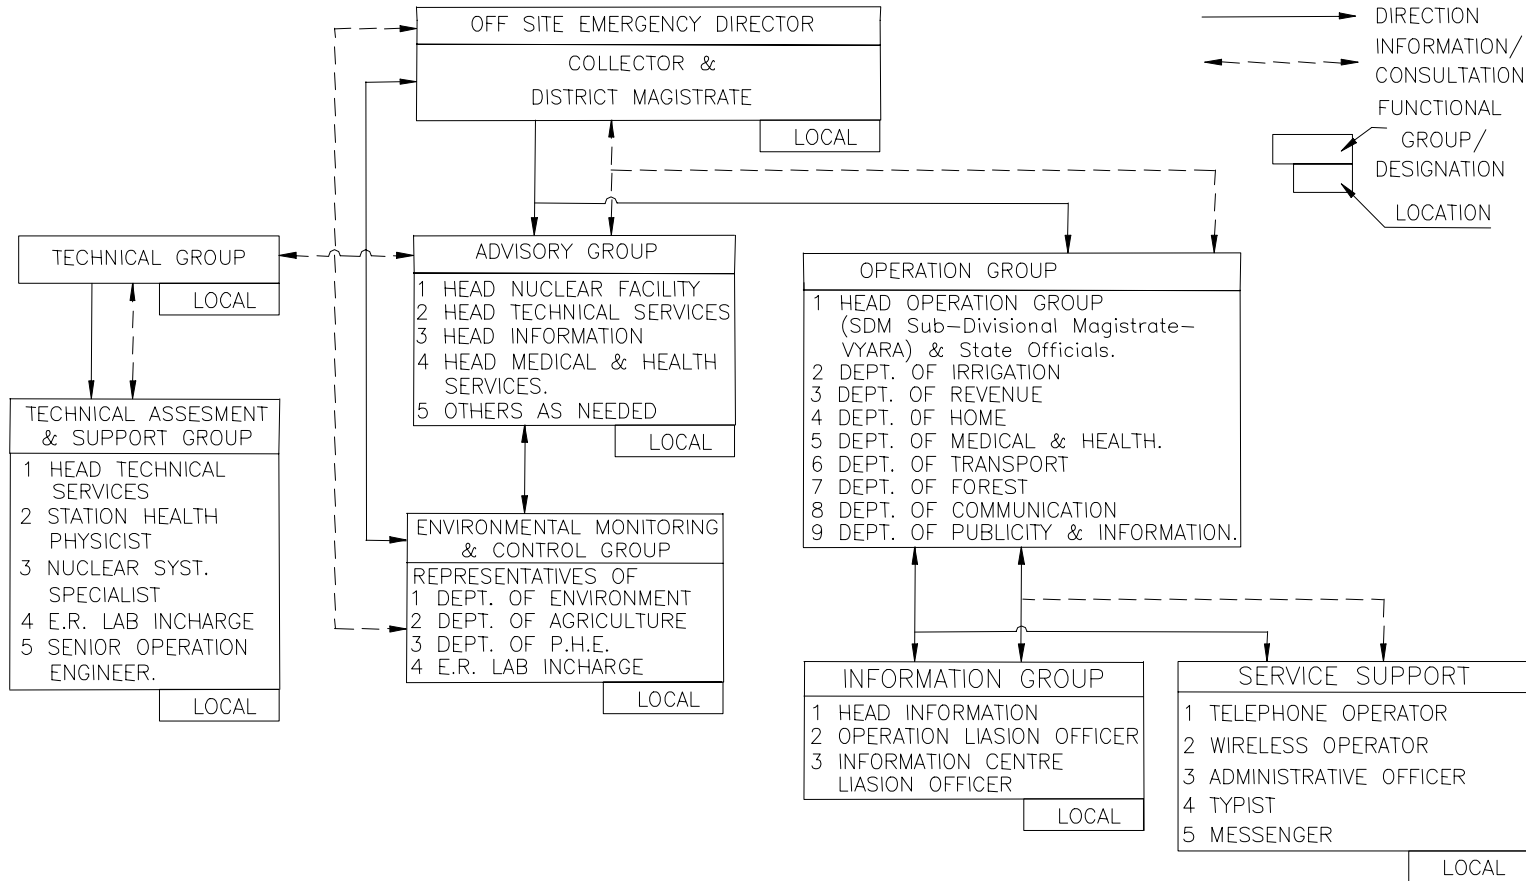 OFF SITE EMERGENCY DIRECTOR
COLLECTOR &
DISTRICT MAGISTRATE
LOCAL
DIRECTION
INFORMATION/
CONSULTATION
FUNCTIONAL
GROUP/
DESIGNATION
LOCATION
TECHNICAL GROUP
LOCAL
ADVISORY GROUP
1 HEAD NUCLEAR FACILITY
2 HEAD TECHNICAL SERVICES
3 HEAD INFORMATION
4 HEAD MEDICAL & HEALTH
SERVICES.
5 OTHERS AS NEEDED
LOCAL
OPERATION GROUP
1 HEAD OPERATION GROUP
(SDM Sub-Divisional Magistrate-
VYARA) & State Officials.
2 DEPT. OF IRRIGATION
3 DEPT. OF REVENUE
4 DEPT. OF HOME
5 DEPT. OF MEDICAL & HEALTH.
6 DEPT. OF TRANSPORT
7 DEPT. OF FOREST
8 DEPT. OF COMMUNICATION
9 DEPT. OF PUBLICITY & INFORMATION.
TECHNICAL ASSESMENT
& SUPPORT GROUP
1 HEAD TECHNICAL
SERVICES
2 STATION HEALTH
PHYSICIST
3 NUCLEAR SYST.
SPECIALIST
4 E.R. LAB INCHARGE
5 SENIOR OPERATION
ENGINEER.
LOCAL
ENVIRONMENTAL MONITORING
& CONTROL GROUP
REPRESENTATIVES OF
1 DEPT. OF ENVIRONMENT
2 DEPT. OF AGRICULTURE
3 DEPT. OF P.H.E.
4 E.R. LAB INCHARGE
LOCAL
INFORMATION GROUP
1 HEAD INFORMATION
2 OPERATION LIASION OFFICER
3 INFORMATION CENTRE
LIASION OFFICER
LOCAL
SERVICE SUPPORT
1 TELEPHONE OPERATOR
2 WIRELESS OPERATOR
3 ADMINISTRATIVE OFFICER
4 TYPIST
5 MESSENGER
LOCAL